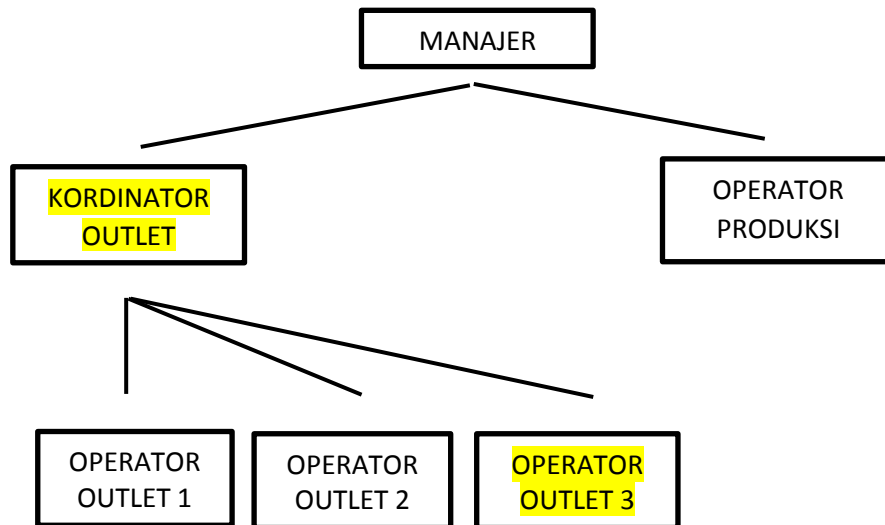 MANAJER
KORDINATOR
OUTLET
OPERATOR
PRODUKSI
OPERATOR
OUTLET 1
OPERATOR
OUTLET 2
OPERATOR
OUTLET 3